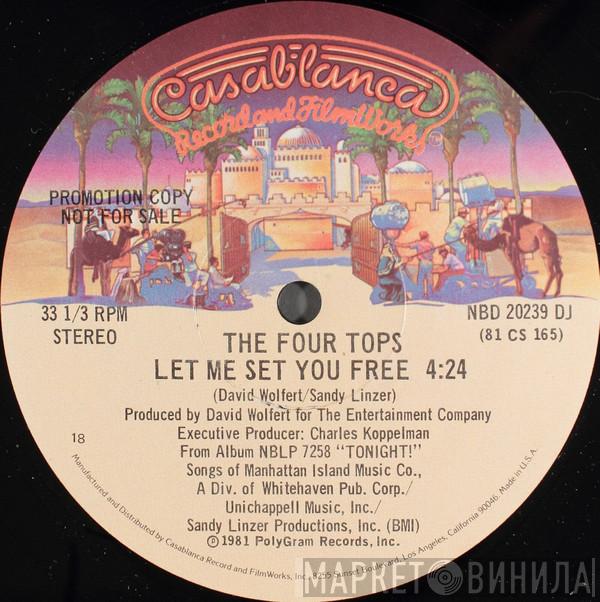 Casablanca
Record and FilmWorks
TM
PROMOTION COPY
NOT FOR SALE
33 1/3 RPM
STEREO
NBD 20239 DJ
(81 CS 165)
THE FOUR TOPS
LET ME SET YOU FREE 4:24
(David Wolfert/Sandy Linzer)
Produced by David Wolfert for The Entertainment Company
Executive Producer: Charles Koppelman
18
From Album NBLP 7258 "TONIGHT!"
Songs of Manhattan Island Music Co.,
A Div. of Whitehaven Pub. Corp./
Unichappell Music, Inc./
Sandy Linzer Productions, Inc. (BMI)
℗1981 PolyGram Records, Inc.
Manufactured and Distributed by Casablanca Record and FilmWorks, Inc., 8255 Sunset Boulevard, Los Angeles, California 90046. Made in U.S.A.
МАРКЕТ ВИНИЛА